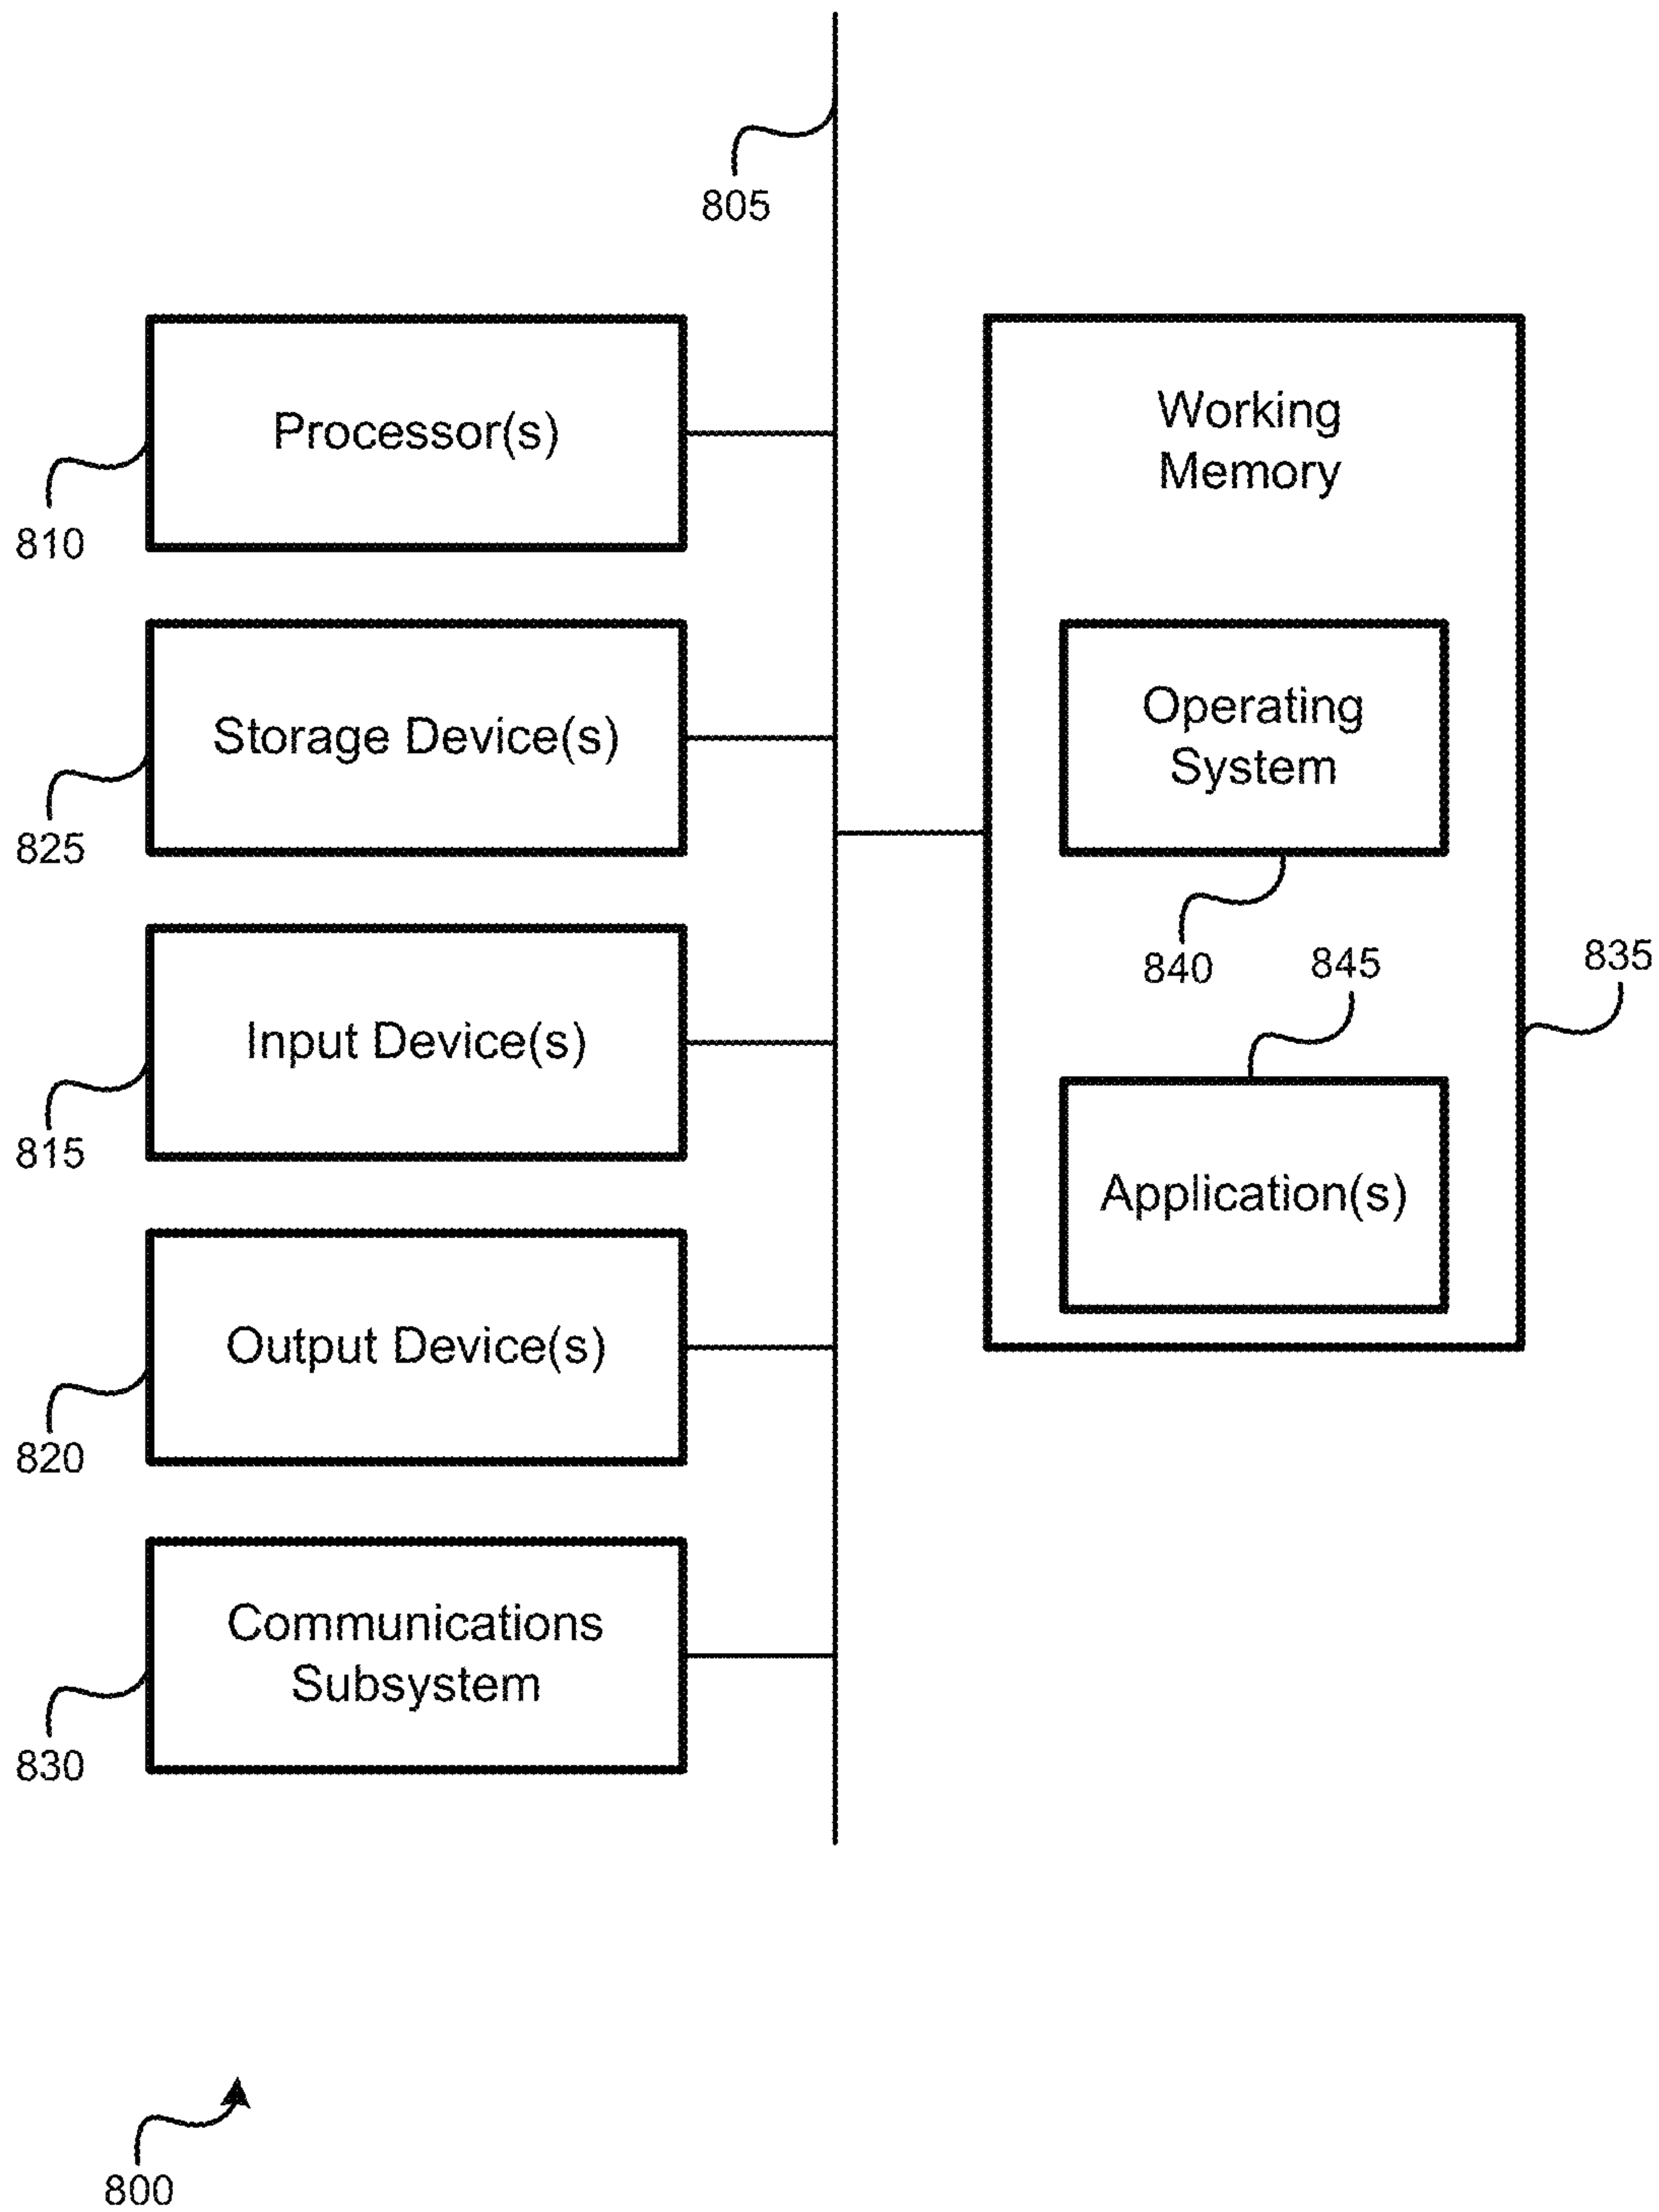 805
Processor(s)
810
Working
Memory
Storage Device(s)
825
Operating
System
840
845
835
Input Device(s)
815
Application(s)
Output Device(s)
820
Communications
Subsystem
830
800